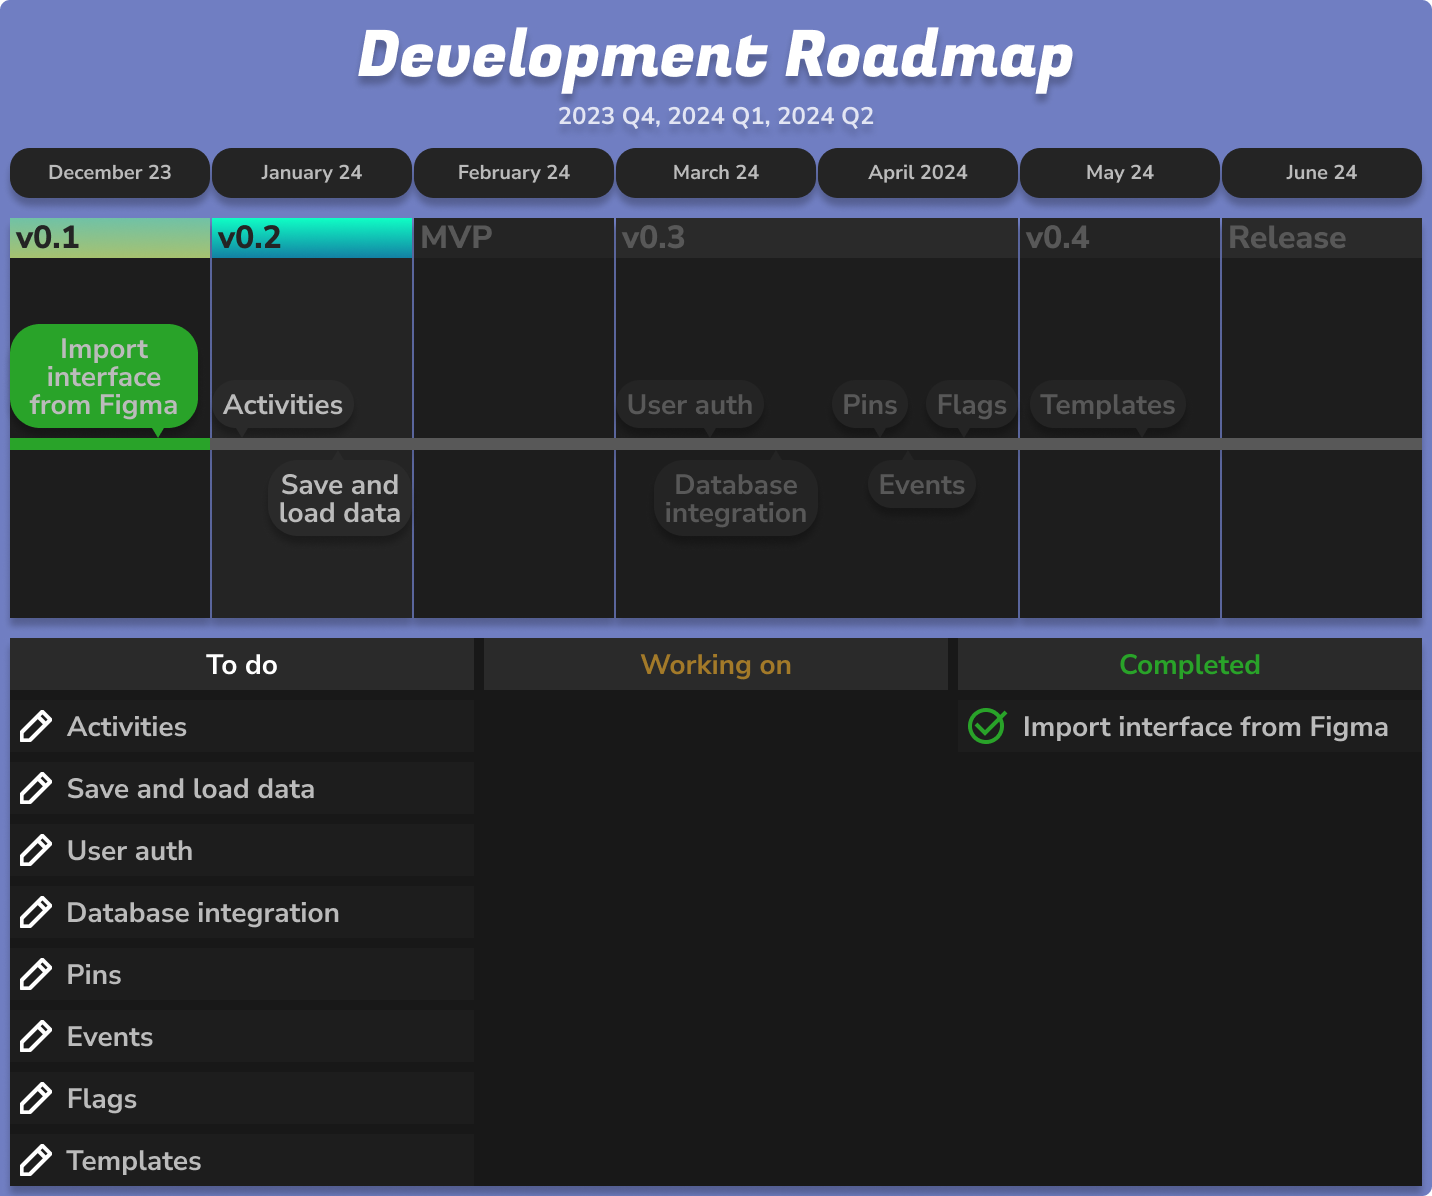 Development Roadmap
2023 Q4, 2024 Q1, 2024 Q2
December 23
January 24
February 24
March 24
April 2024
May 24
June 24
v0.1
v0.2
MVP
v0.3
v0.4
Release
Import
interface
from Figma
Activities
User auth
Pins
Flags
Templates
Save and
load data
Database
integration
Events
To do
Working on
Completed
Activities
Import interface from Figma
Save and load data
User auth
Database integration
Pins
Events
Flags
Templates